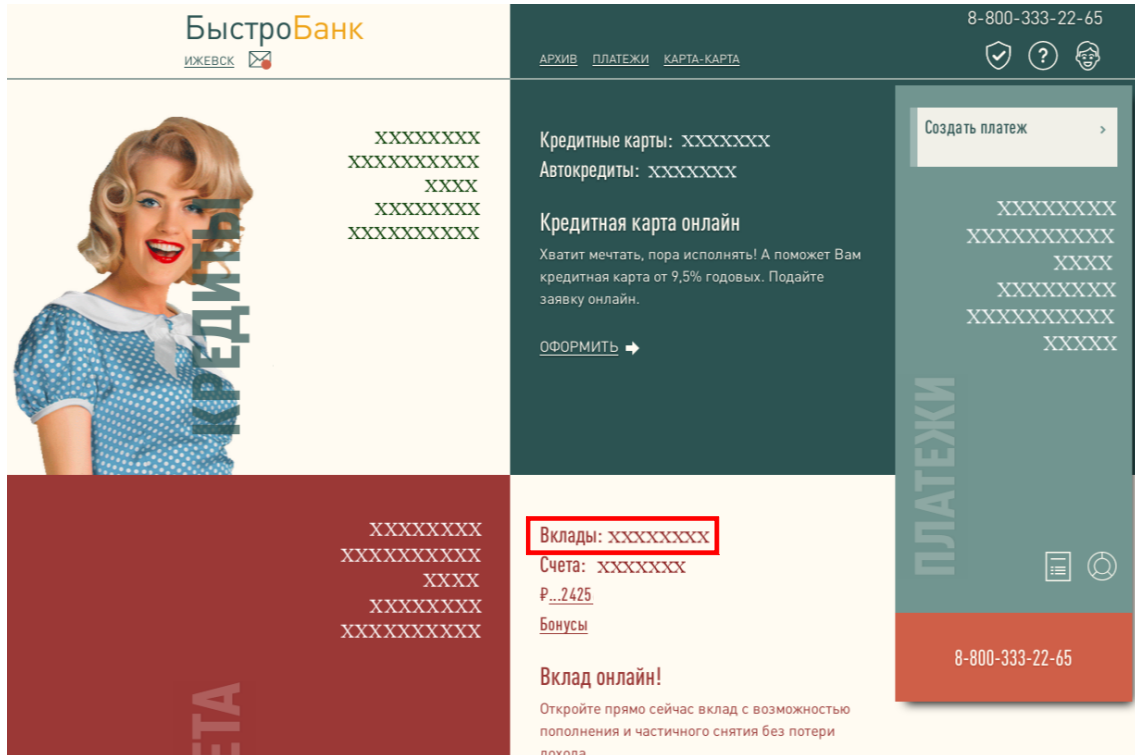 БыстроБанк
ИЖЕВСК
АРХИВ ПЛАТЕЖИ КАРТА-КАРТА
8-800-333-22-65
?
КРЕДИТЫ
XXXXXXXX
XXXXXXXXXX
XXXX
XXXXXXXX
XXXXXXXXXX
Кредитные карты: XXXXXXX
Автокредиты: XXXXXXX
Кредитная карта онлайн
Хватит мечтать, пора исполнять! А поможет Вам
кредитная карта от 9,5% годовых. Подайте
заявку онлайн.
ОФОРМИТЬ
Создать платеж
XXXXXXXX
XXXXXXXXXX
XXXX
XXXXXXXX
XXXXXXXXXX
XXXXX
ПЛАТЕЖИ
8-800-333-22-65
XXXXXXXX
XXXXXXXXXX
XXXX
XXXXXXXX
XXXXXXXXXX
ЕТА
Вклады: XXXXXXXX
Счета: XXXXXXX
₽...2425
Бонусы
Вклад онлайн!
Откройте прямо сейчас вклад с возможностью
пополнения и частичного снятия без потери
дохода